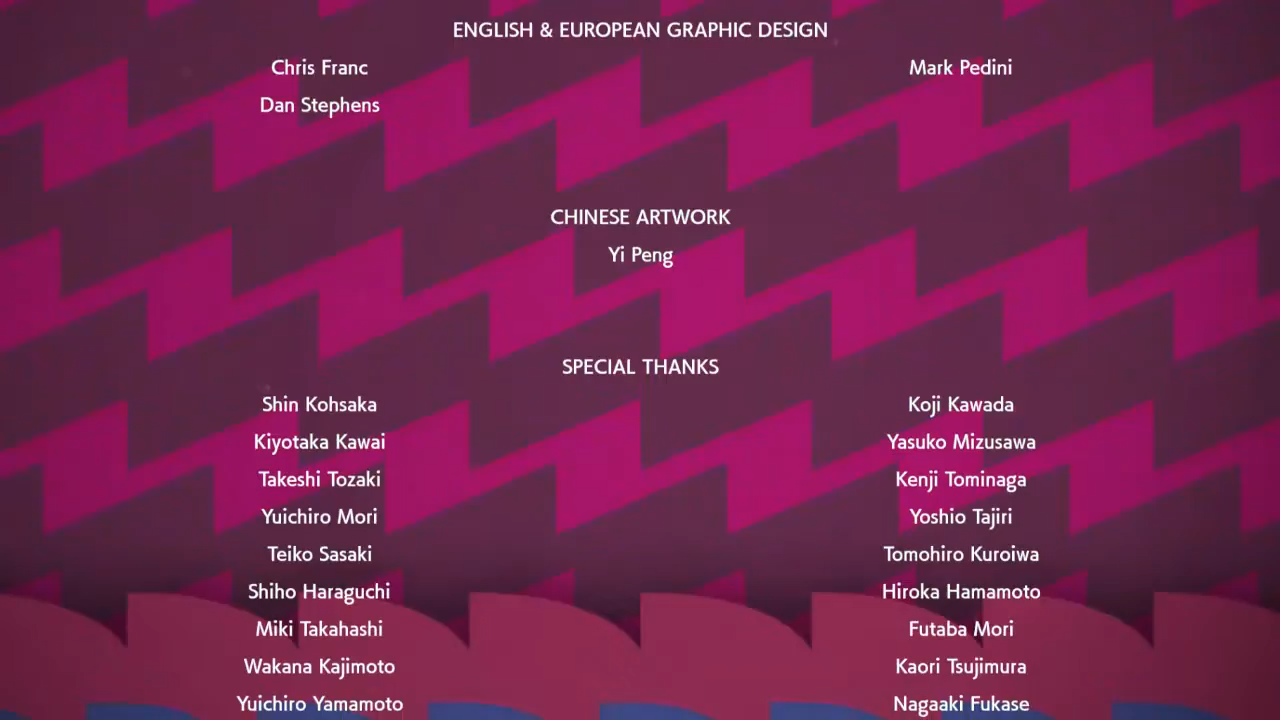 ENGLISH & EUROPEAN GRAPHIC DESIGN
Chris Franc Mark Pedini
Dan Stephens
CHINESE ARTWORK
Yi Peng
SPECIAL THANKS
Shin Kohsaka Koji Kawada
Kiyotaka Kawai Yasuko Mizusawa
Takeshi Tozaki Kenji Tominaga
Yuichiro Mori Yoshio Tajiri
Teiko Sasaki Tomohiro Kuroiwa
Shiho Haraguchi Hiroka Hamamoto
Miki Takahashi Futaba Mori
Wakana Kajimoto Kaori Tsujimura
Yuichiro Yamamoto Nagaaki Fukase